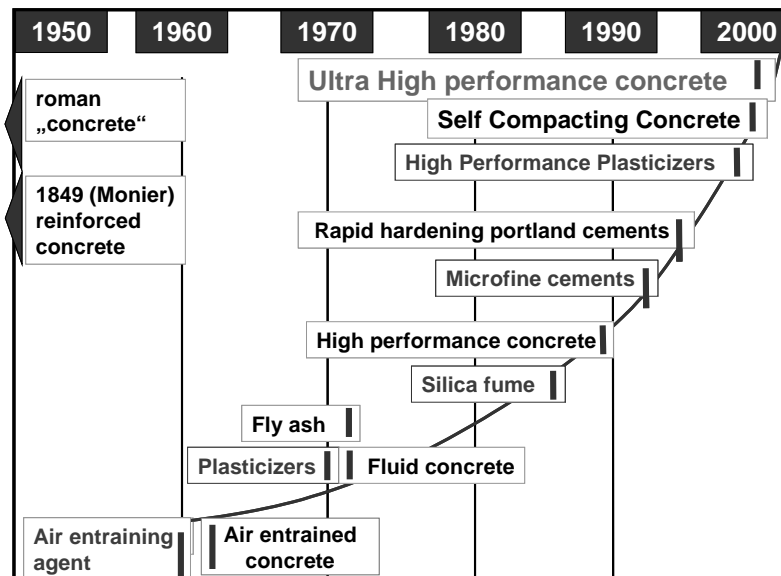 1950 1960 1970 1980 1990 2000
Ultra High performance concrete
roman
„concrete“
Self Compacting Concrete
High Performance Plasticizers
1849 (Monier)
reinforced
concrete
Rapid hardening portland cements
Microfine cements
High performance concrete
Silica fume
Fly ash
Plasticizers
Fluid concrete
Air entraining
agent
Air entrained
concrete